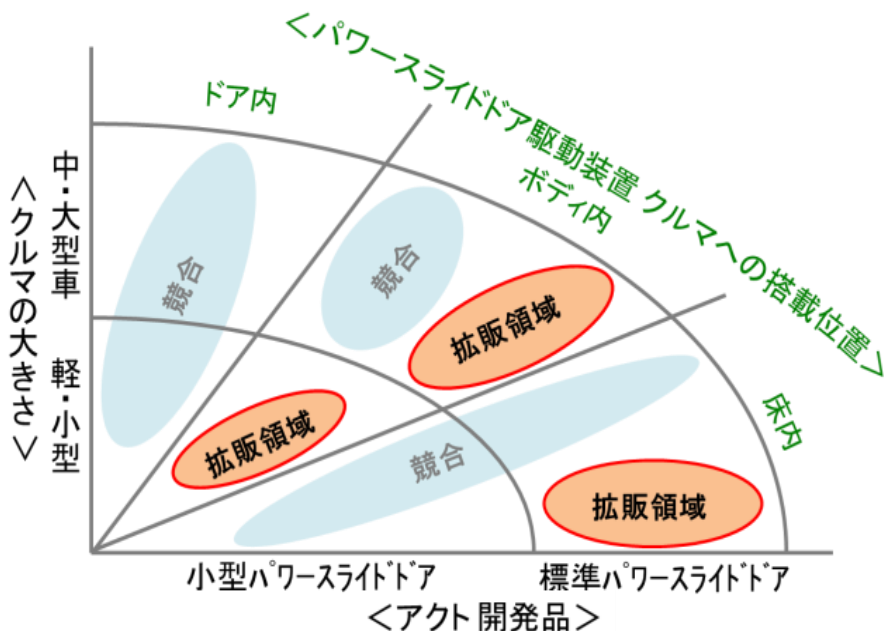 <パワースライドドア駆動装置 クルマへの搭載位置>
ドア内
ボディ内
床内
<クルマの大きさ>
中・大型車
軽・小型
競合
競合
拡販領域
拡販領域
競合
拡販領域
小型パワースライドドア
標準パワースライドドア
<アクト 開発品>